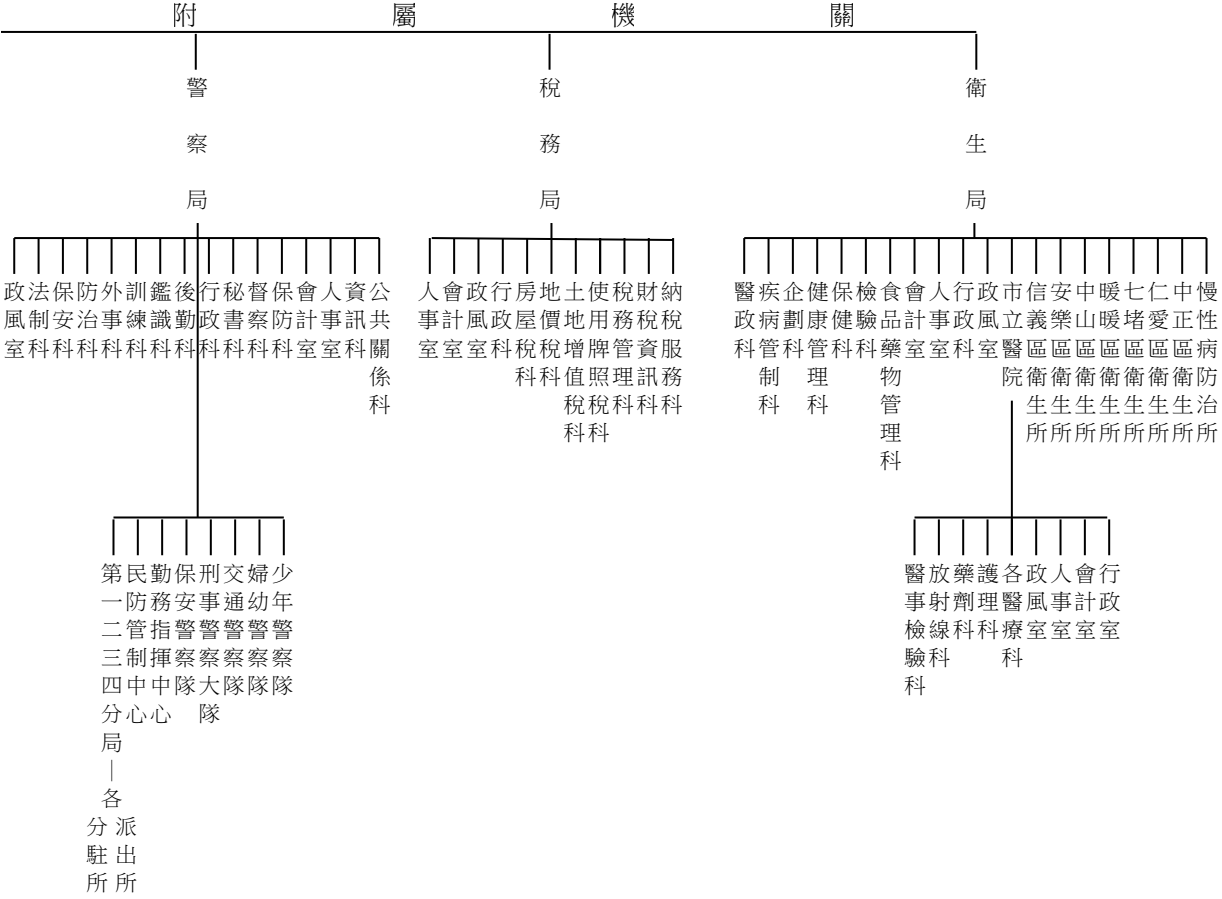 附屬機關
警察局
稅務局
衛生局
政風室
法制科
保安科
防治科
外事科
訓練科
鑑識科
後勤科
行政科
秘書科
督察科
保防科
會計室
人事室
資訊科
公共關係科
人事室
會計室
政風室
行政科
房屋稅科
地價稅科
土地增值稅科
使用牌照稅科
稅務管理科
財稅資訊科
納稅服務科
醫政科
疾病管制科
企劃科
健康管理科
保健科
檢驗科
食品藥物管理科
會計室
人事室
行政科
政風室
市立醫院
信義區衛生所
安樂區衛生所
中山區衛生所
暖暖區衛生所
七堵區衛生所
仁愛區衛生所
中正區衛生所
慢性病防治所
第一二三四分局｜各分駐所派出所
民防管制中心
勤務指揮中心
保安警察隊
刑事警察大隊
交通警察隊
婦幼警察隊
少年警察隊
醫事檢驗科
放射線科
藥劑科
護理科
各醫療科
政風室
人事室
會計室
行政室